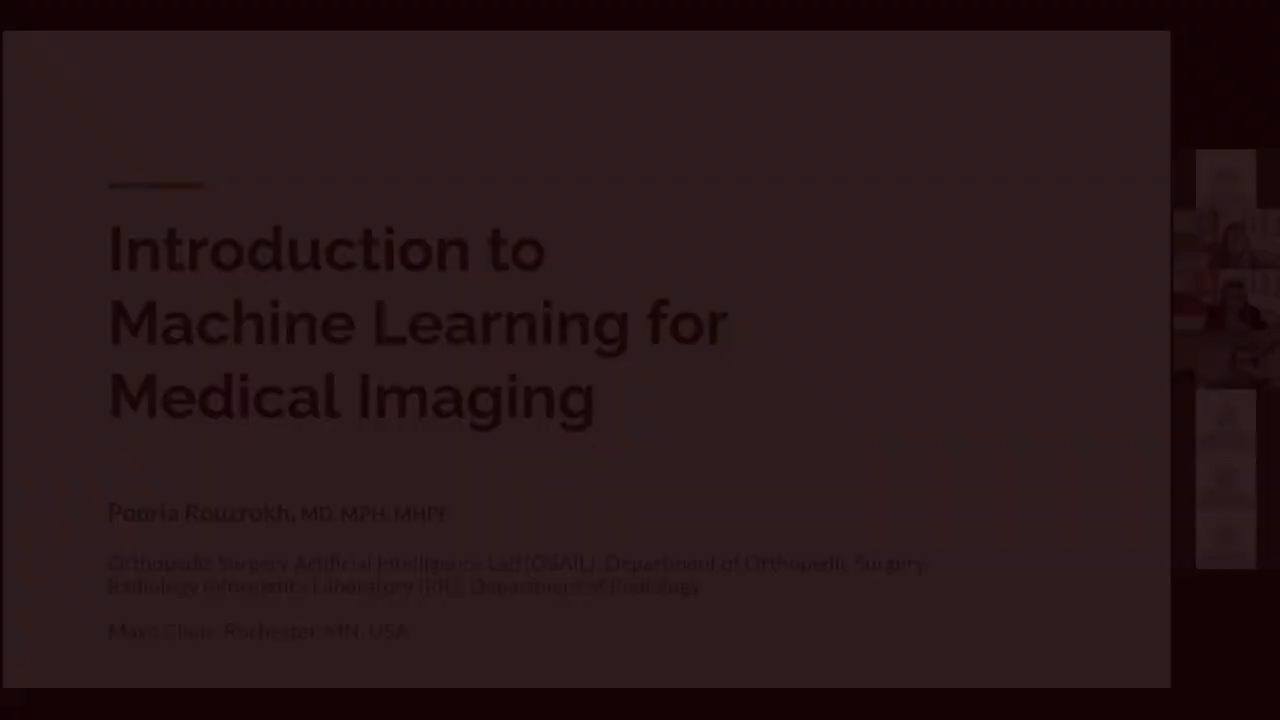 Introduction to
Machine Learning for
Medical Imaging
Pouria Rouzrokh, MD, MPH, MHPE
Orthopedic Surgery Artificial Intelligence Lab (OSAIL), Department of Orthopedic Surgery
Radiology Informatics Laboratory (RIL), Department of Radiology
Mayo Clinic, Rochester, MN, USA